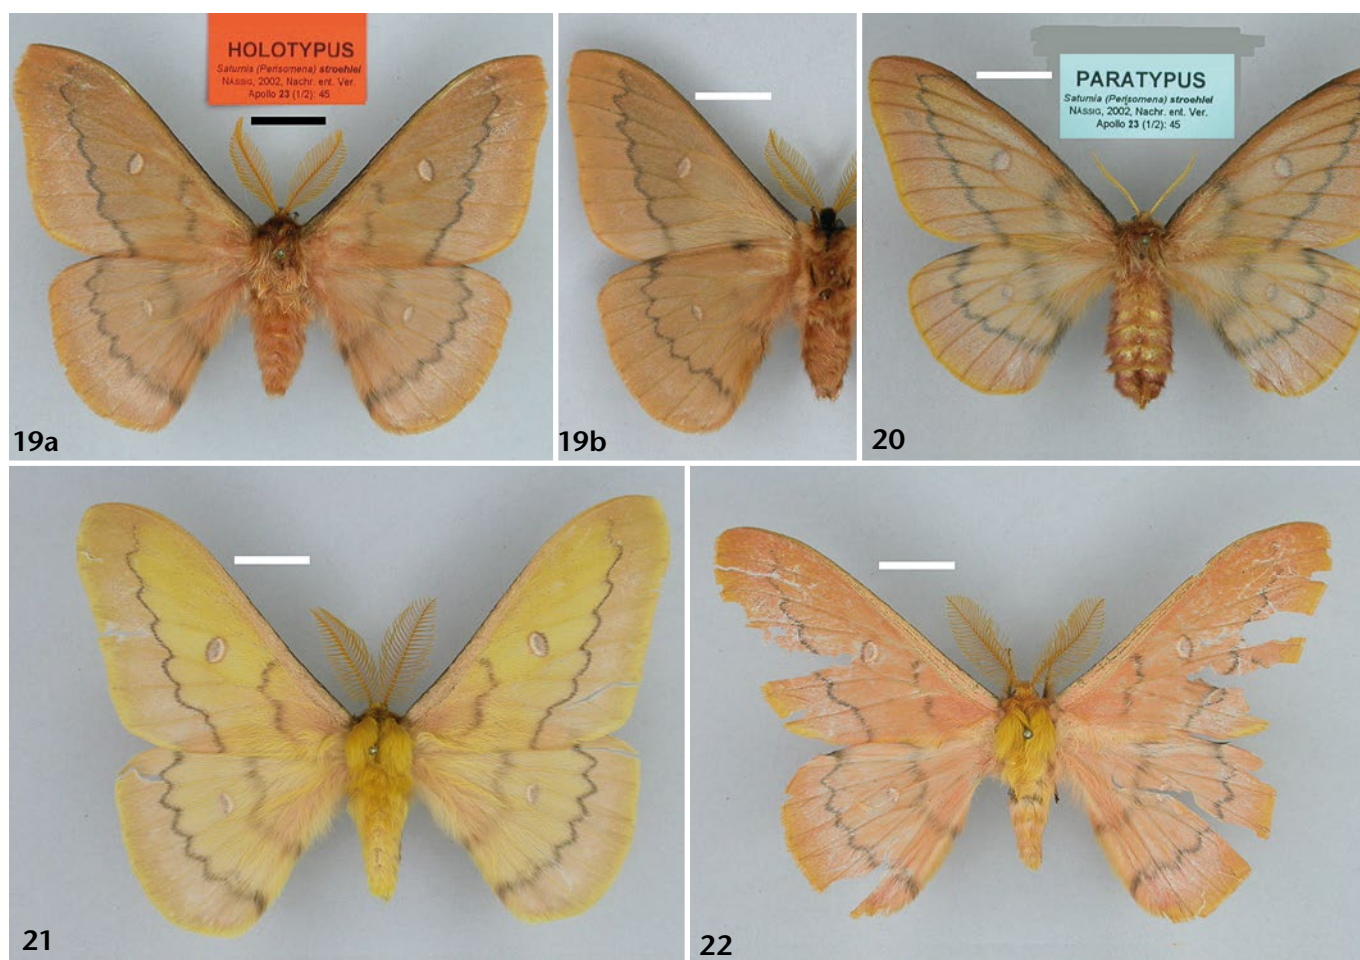 HOLOTYPUS
Saturnia (Perisomena) stroehlei
NÄSSIG, 2002, Nachr. ent. Ver.
Apollo 23 (1/2): 45
PARATYPUS
Saturnia (Perisomena) stroehlei
NÄSSIG, 2002, Nachr. ent. Ver.
Apollo 23 (1/2): 45
19a
19b
20
21
22